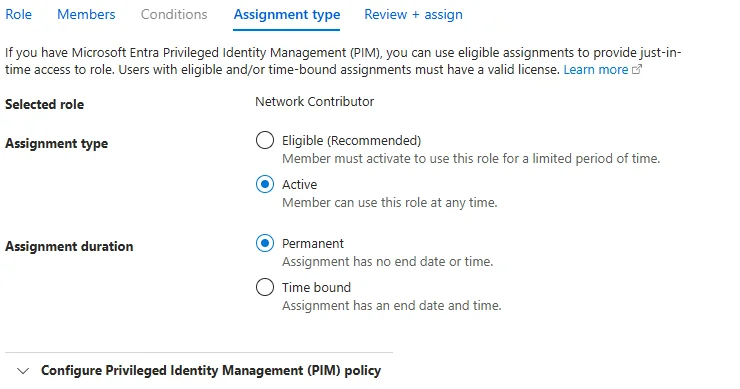 Role Members Conditions Assignment type Review + assign
If you have Microsoft Entra Privileged Identity Management (PIM), you can use eligible assignments to provide just-in-
time access to role. Users with eligible and/or time-bound assignments must have a valid license. Learn more
Selected role Network Contributor
Assignment type Eligible (Recommended)
Member must activate to use this role for a limited period of time.
Active
Member can use this role at any time.
Assignment duration Permanent
Assignment has no end date or time.
Time bound
Assignment has an end date and time.
Configure Privileged Identity Management (PIM) policy